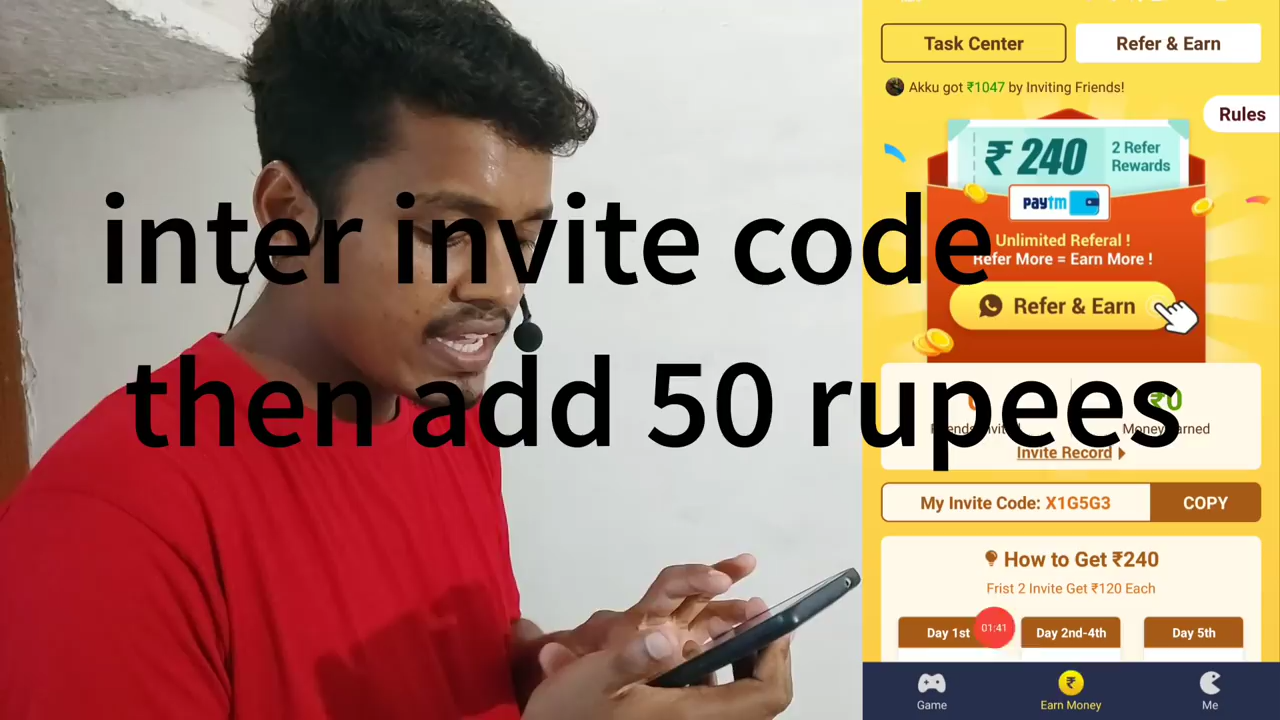 inter invite code
then add 50 rupees
Task Center
Refer & Earn
Akku got ₹1047 by Inviting Friends!
Rules
₹ 240
2 Refer
Rewards
paytm
Unlimited Referal !
Refer More = Earn More !
Refer & Earn
₹0
Invite Record
My Invite Code: X1G5G3
COPY
How to Get ₹240
Frist 2 Invite Get ₹120 Each
Day 1st
01:41
Day 2nd-4th
Day 5th
Game
Earn Money
Me